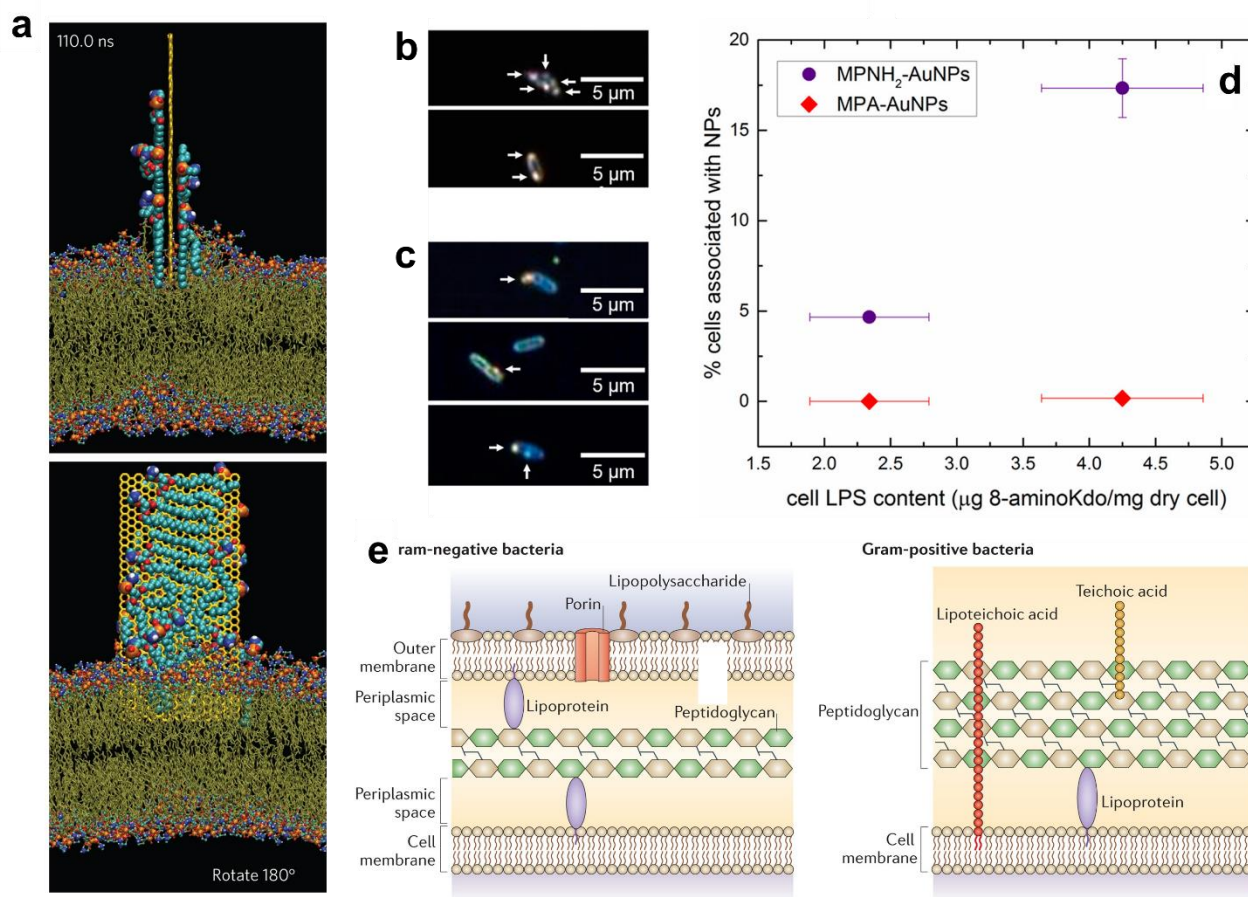 a
110.0 ns
Rotate 180°
b
5 µm
5 µm
c
5 µm
5 µm
5 µm
d
20
15
10
5
0
MPNH₂-AuNPs
MPA-AuNPs
% cells associated with NPs
1.5 2.0 2.5 3.0 3.5 4.0 4.5 5.0
cell LPS content (µg 8-aminoKdo/mg dry cell)
e
ram-negative bacteria
Lipopolysaccharide
Porin
Outer
membrane
Periplasmic
space
Lipoprotein
Peptidoglycan
Periplasmic
space
Cell
membrane
Gram-positive bacteria
Teichoic acid
Lipoteichoic acid
Peptidoglycan
Lipoprotein
Cell
membrane